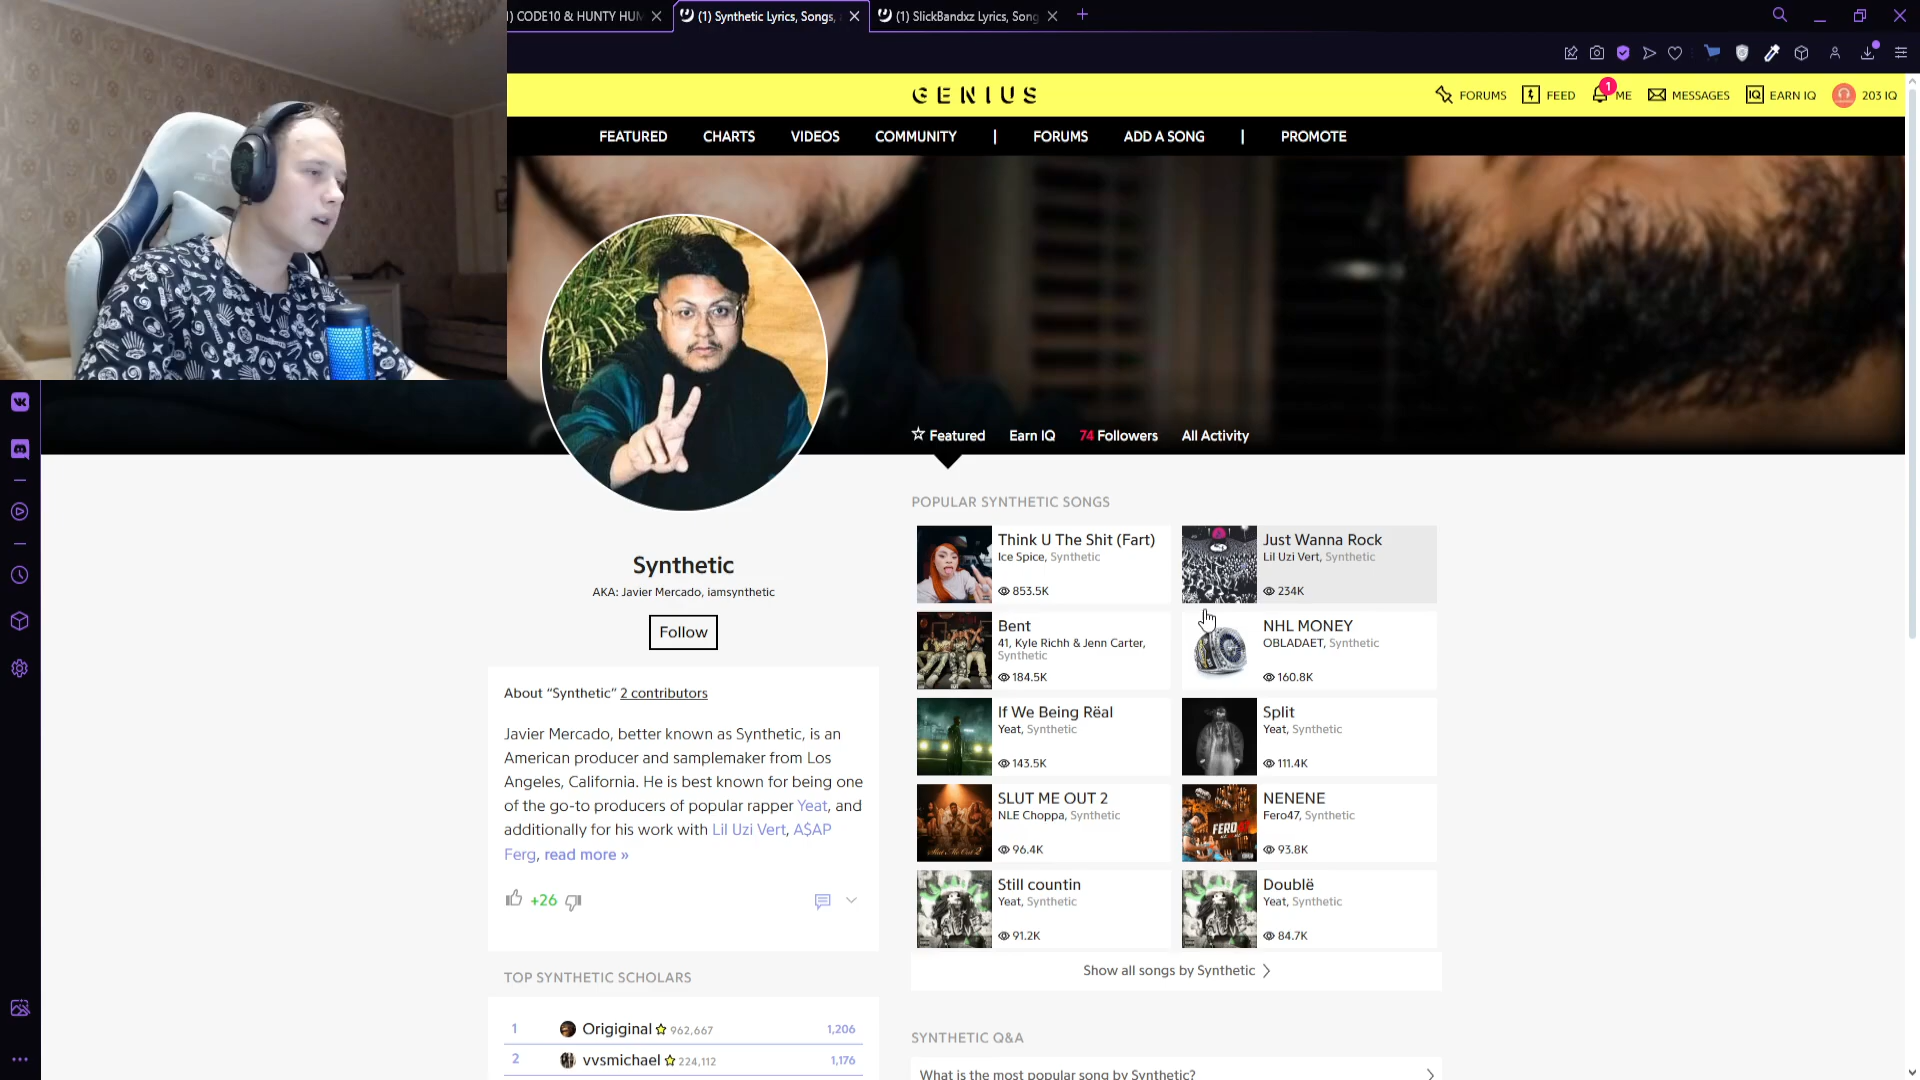 ) CODE10 & HUNTY HUN
(1) Synthetic Lyrics, Songs,
(1) SlickBandxz Lyrics, Song
GENIUS
FORUMS
FEED
1
ME
MESSAGES
IQ
EARN IQ
203 IQ
FEATURED
CHARTS
VIDEOS
COMMUNITY
|
FORUMS
ADD A SONG
|
PROMOTE
Featured
Earn IQ
74 Followers
All Activity
Synthetic
AKA: Javier Mercado, iamsynthetic
Follow
About “Synthetic” 2 contributors
Javier Mercado, better known as Synthetic, is an
American producer and samplemaker from Los
Angeles, California. He is best known for being one
of the go-to producers of popular rapper Yeat, and
additionally for his work with Lil Uzi Vert, A$AP
Ferg, read more »
+26
TOP SYNTHETIC SCHOLARS
1 Origiginal 962,667 1,206
2 vvsmichael 224,112 1,176
POPULAR SYNTHETIC SONGS
Think U The Shit (Fart)
Ice Spice, Synthetic
853.5K
Just Wanna Rock
Lil Uzi Vert, Synthetic
234K
Bent
41, Kyle Richh & Jenn Carter,
Synthetic
184.5K
NHL MONEY
OBLADAET, Synthetic
160.8K
If We Being Rëal
Yeat, Synthetic
143.5K
Split
Yeat, Synthetic
111.4K
SLUT ME OUT 2
NLE Choppa, Synthetic
96.4K
FERO
NENENE
Fero47, Synthetic
93.8K
Still countin
Yeat, Synthetic
91.2K
Doublë
Yeat, Synthetic
84.7K
Show all songs by Synthetic
SYNTHETIC Q&A
What is the most popular song by Synthetic?